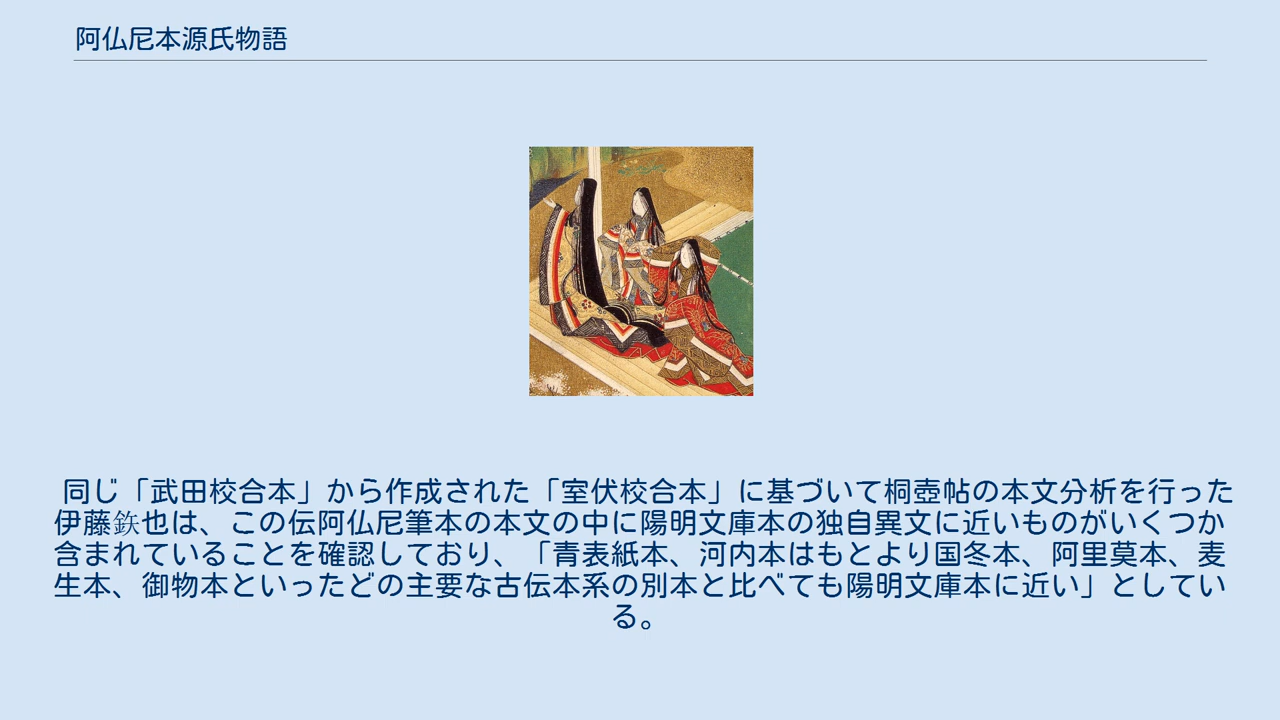 阿仏尼本源氏物語
同じ「武田校合本」から作成された「室伏校合本」に基づいて桐壺帖の本文分析を行った
伊藤鉃也は、この伝阿仏尼筆本の本文の中に陽明文庫本の独自異文に近いものがいくつか
含まれていることを確認しており、「青表紙本、河内本はもとより国冬本、阿里莫本、麦
生本、御物本といったどの主要な古伝本系の別本と比べても陽明文庫本に近い」としてい
る。